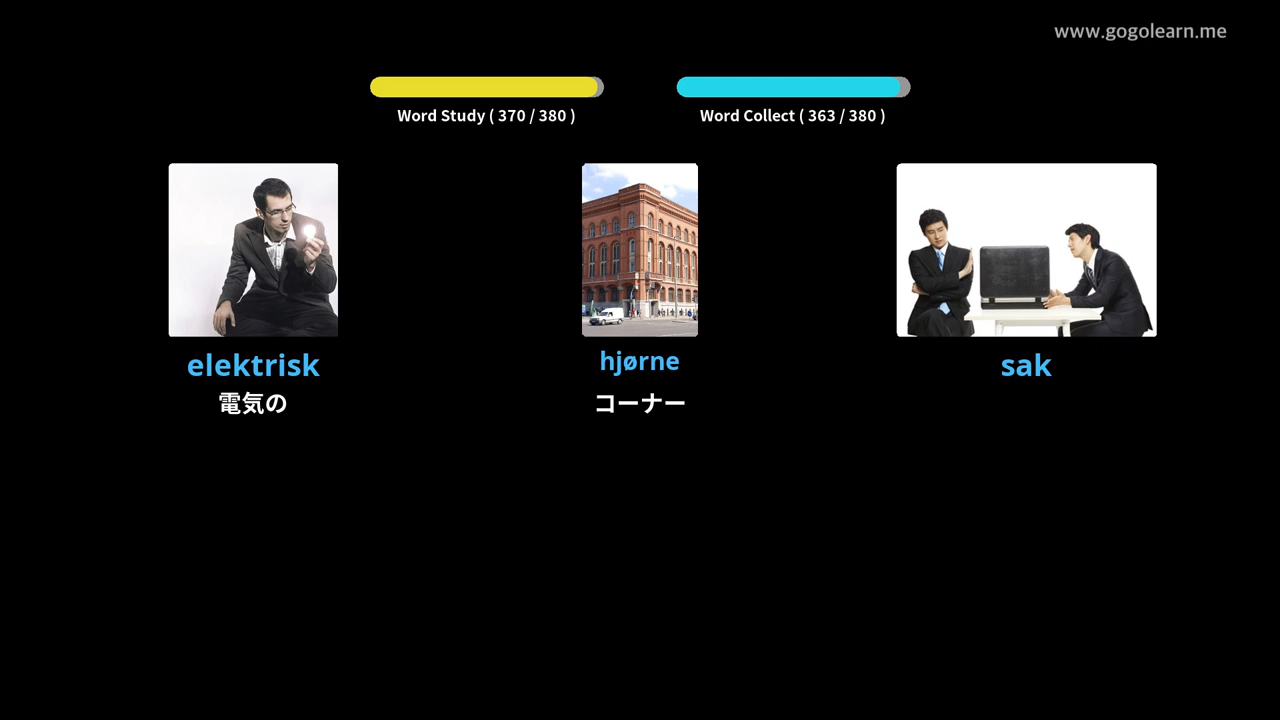 www.gogolearn.me
Word Study ( 370 / 380 )
Word Collect ( 363 / 380 )
elektrisk
電気の
hjørne
コーナー
sak